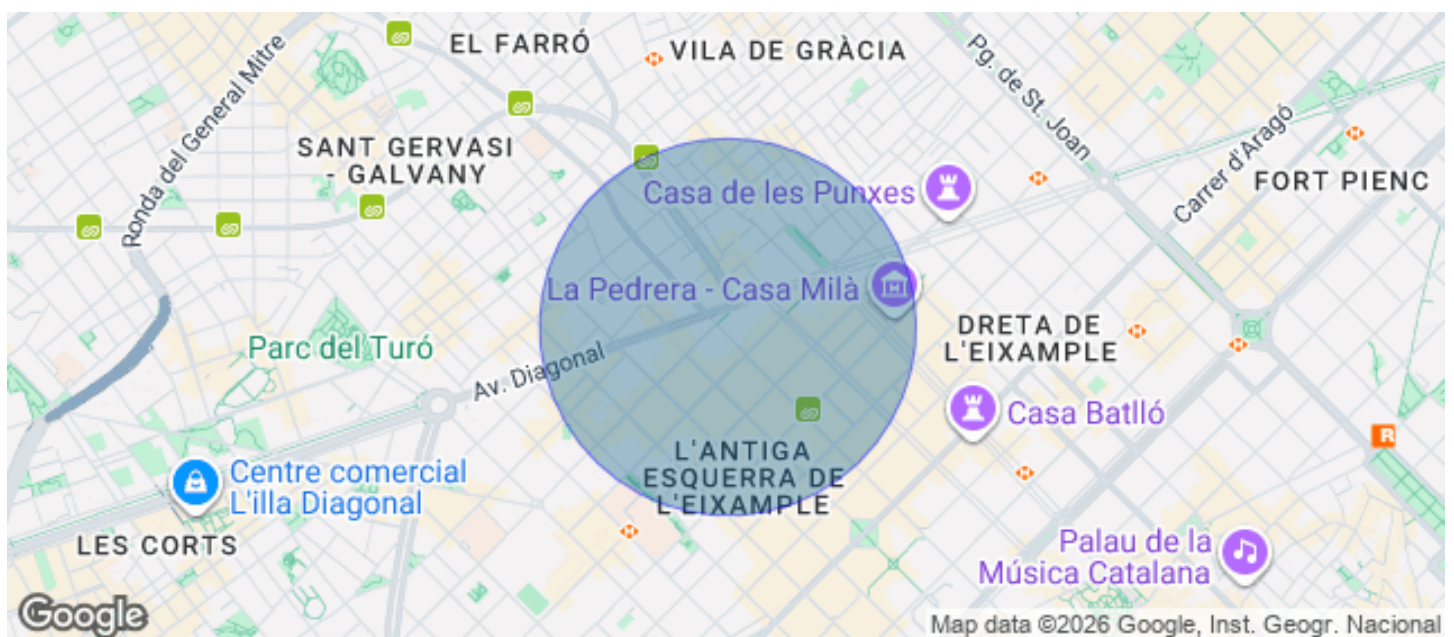 EL FARRÓ
VILA DE GRÀCIA
Pg. de St. Joan
Ronda del General Mitre
SANT GERVASI
- GALVANY
Casa de les Punxes
Carrer d'Aragó
FORT PIENC
La Pedrera - Casa Milà
Parc del Turó
Av. Diagonal
DRETA DE
L'EIXAMPLE
Casa Batlló
L'ANTIGA
ESQUERRA DE
L'EIXAMPLE
Centre comercial
L'illa Diagonal
LES CORTS
R
Palau de la
Música Catalana
Google
Map data ©2026 Google, Inst. Geogr. Nacional